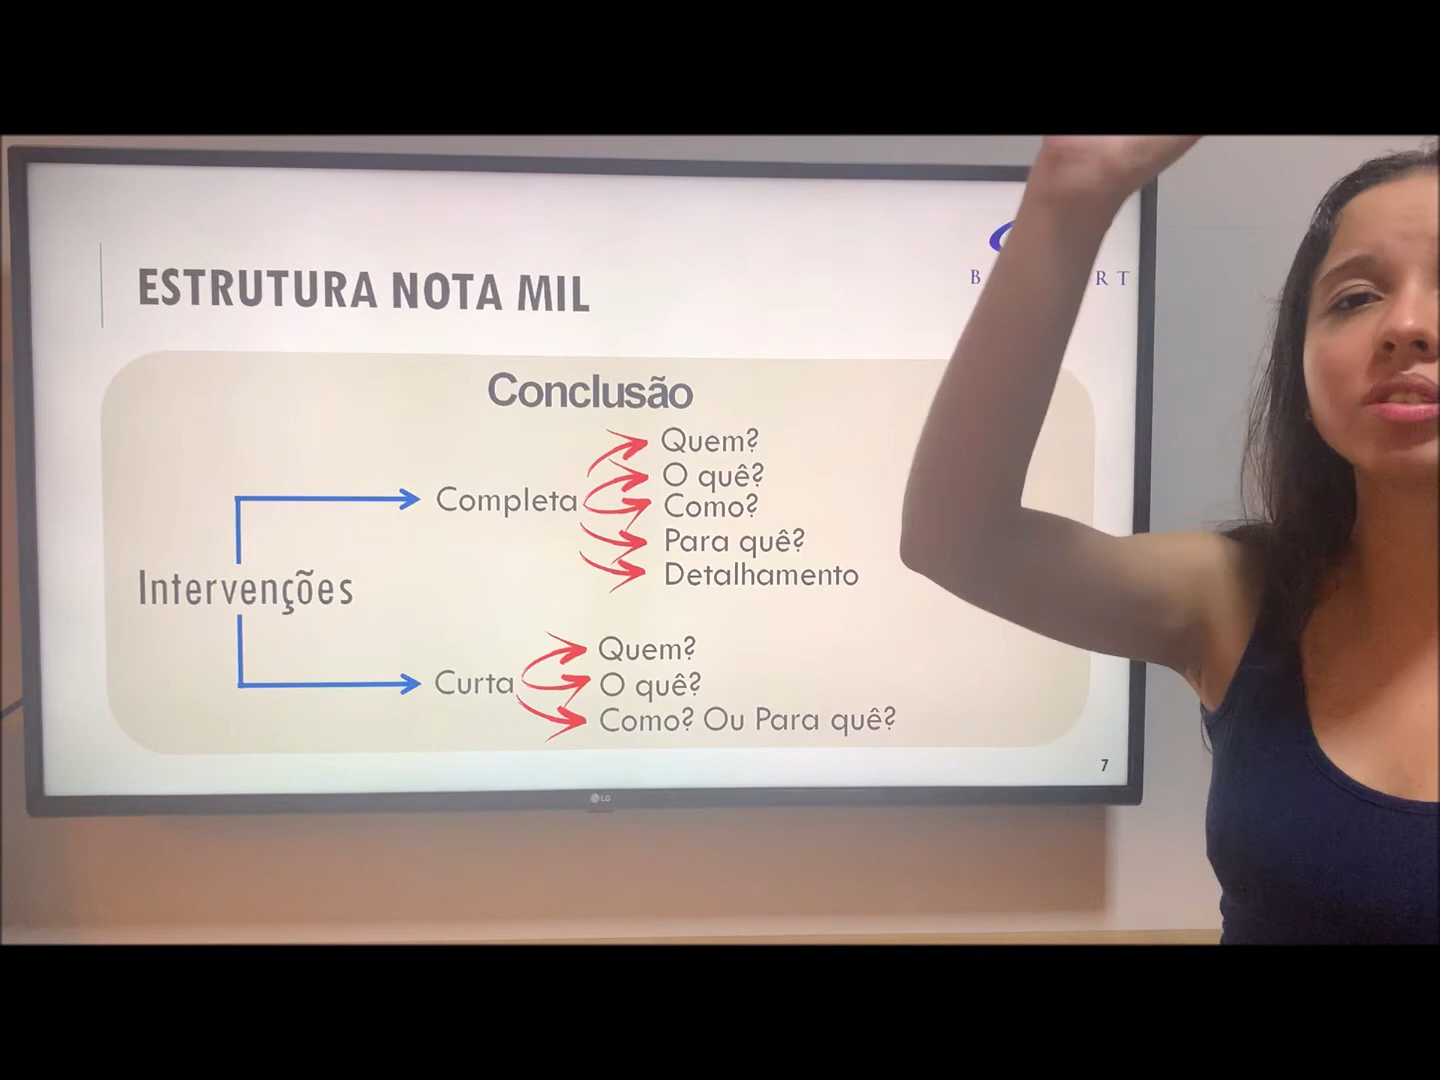 ESTRUTURA NOTA MIL
Conclusão
Quem?
O quê?
Completa
Como?
Para quê?
Detalhamento
Intervenções
Quem?
Curta
O quê?
Como? Ou Para quê?
7
LG